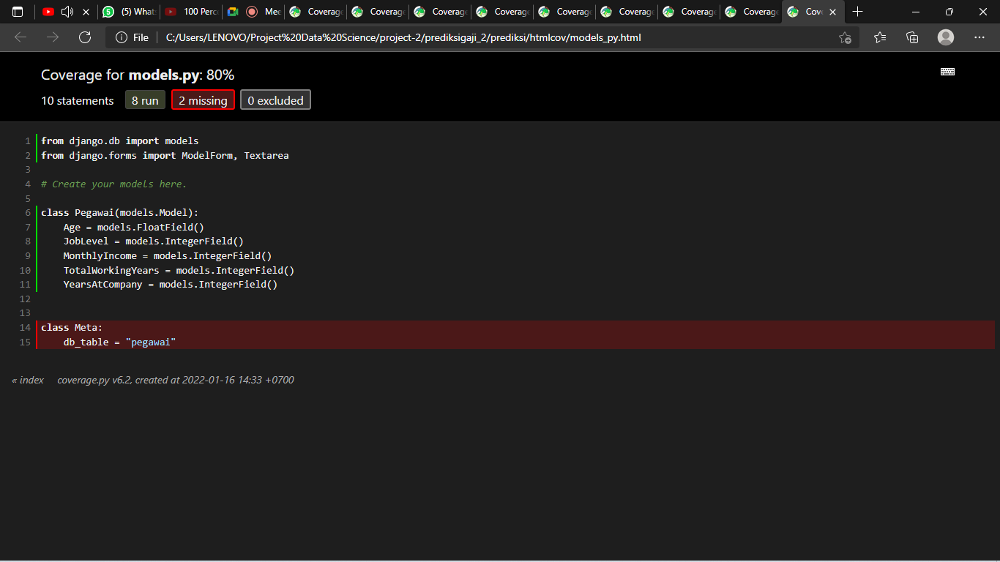 (5) What
100 Perc
Mee
Coverage
Coverage
Coverage
Coverage
Coverage
Coverage
Coverage
Coverage
Cov
File
C:/Users/LENOVO/Project%20Data%20Science/project-2/prediksigaji_2/prediksi/htmlcov/models_py.html
Coverage for models.py: 80%
10 statements 8 run 2 missing 0 excluded
1 from django.db import models
2 from django.forms import ModelForm, Textarea
3
4 # Create your models here.
5
6 class Pegawai(models.Model):
7 Age = models.FloatField()
8 JobLevel = models.IntegerField()
9 MonthlyIncome = models.IntegerField()
10 TotalWorkingYears = models.IntegerField()
11 YearsAtCompany = models.IntegerField()
12
13
14 class Meta:
15 db_table = "pegawai"
« index coverage.py v6.2, created at 2022-01-16 14:33 +0700